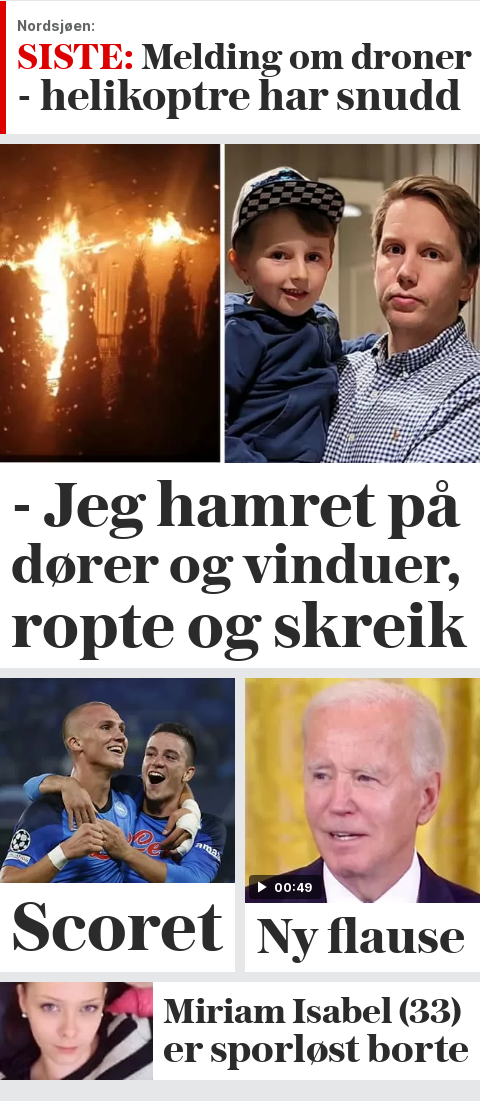 Nordsjøen:
SISTE: Melding om droner
- helikoptre har snudd
- Jeg hamret på
dører og vinduer,
ropte og skreik
00:49
Scoret
Ny flause
Miriam Isabel (33)
er sporløst borte